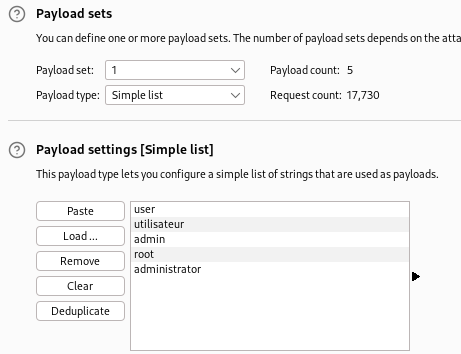 Payload sets
You can define one or more payload sets. The number of payload sets depends on the atta
Payload set: 1 Payload count: 5
Payload type: Simple list Request count: 17,730
Payload settings [Simple list]
This payload type lets you configure a simple list of strings that are used as payloads.
Paste
Load ...
Remove
Clear
Deduplicate
user
utilisateur
admin
root
administrator